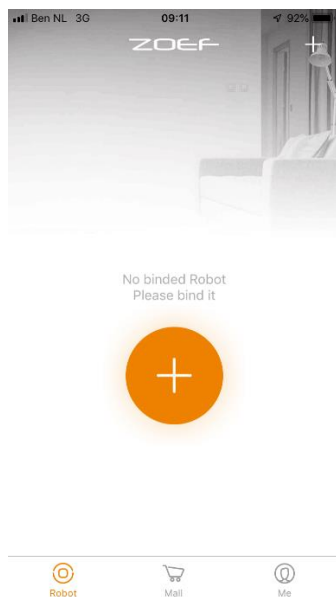 Ben NL 3G 09:11 92%
ZOEF
No binded Robot
Please bind it
Robot Mall Me